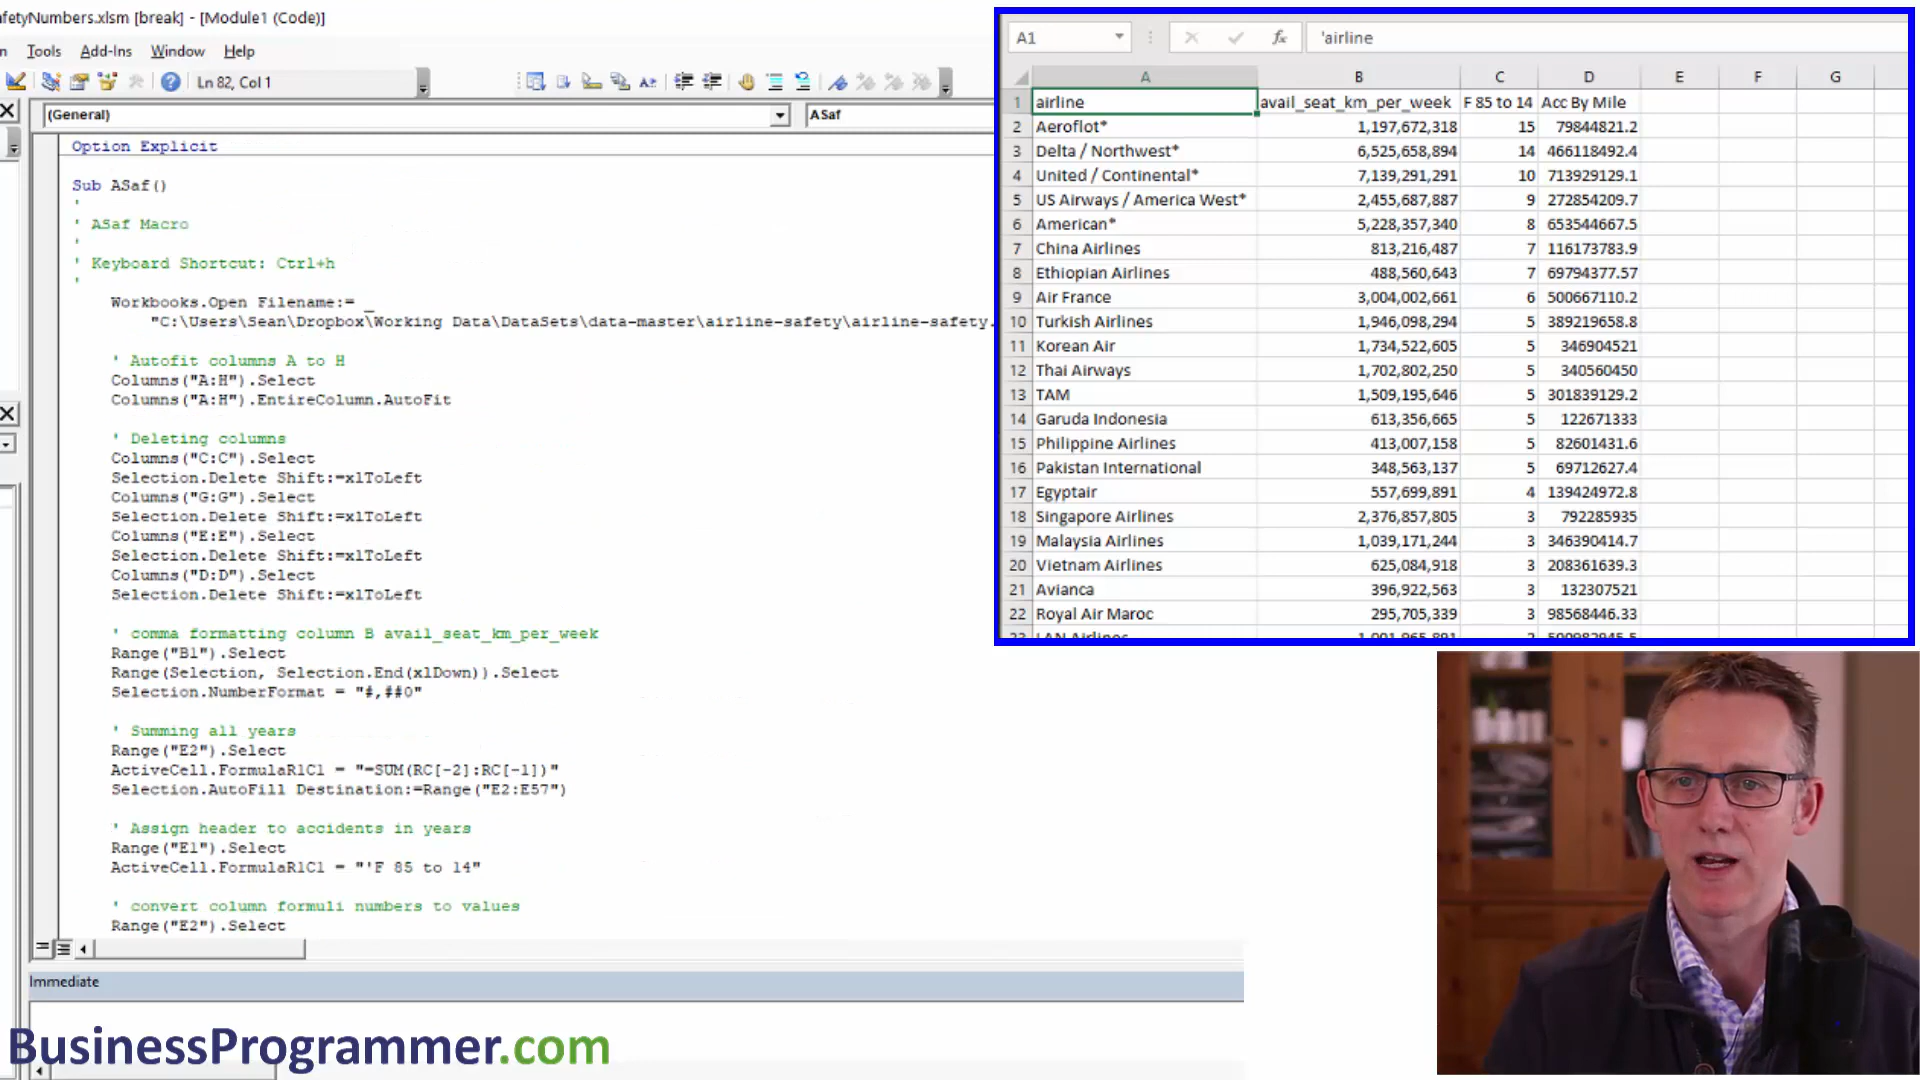 fetyNumbers.xlsm [break] - [Module1 (Code)]
n Tools Add-Ins Window Help
Ln 82, Col 1
(General) ASaf
Option Explicit
Sub ASaf()
'
' ASaf Macro
'
' Keyboard Shortcut: Ctrl+h
'
Workbooks.Open Filename:= _
"C:\Users\Sean\Dropbox\Working Data\DataSets\data-master\airline-safety\airline-safety.
' Autofit columns A to H
Columns("A:H").Select
Columns("A:H").EntireColumn.AutoFit
' Deleting columns
Columns("C:C").Select
Selection.Delete Shift:=xlToLeft
Columns("G:G").Select
Selection.Delete Shift:=xlToLeft
Columns("E:E").Select
Selection.Delete Shift:=xlToLeft
Columns("D:D").Select
Selection.Delete Shift:=xlToLeft
' comma formatting column B avail_seat_km_per_week
Range("B1").Select
Range(Selection, Selection.End(xlDown)).Select
Selection.NumberFormat = "#,##0"
' Summing all years
Range("E2").Select
ActiveCell.FormulaR1C1 = "=SUM(RC[-2]:RC[-1])"
Selection.AutoFill Destination:=Range("E2:E57")
' Assign header to accidents in years
Range("E1").Select
ActiveCell.FormulaR1C1 = "'F 85 to 14"
' convert column formuli numbers to values
Range("E2").Select
Immediate
BusinessProgrammer.com
A1 fx 'airline
A B C D E F G
1 airline avail_seat_km_per_week F 85 to 14 Acc By Mile
2 Aeroflot* 1,197,672,318 15 79844821.2
3 Delta / Northwest* 6,525,658,894 14 466118492.4
4 United / Continental* 7,139,291,291 10 713929129.1
5 US Airways / America West* 2,455,687,887 9 272854209.7
6 American* 5,228,357,340 8 653544667.5
7 China Airlines 813,216,487 7 116173783.9
8 Ethiopian Airlines 488,560,643 7 69794377.57
9 Air France 3,004,002,661 6 500667110.2
10 Turkish Airlines 1,946,098,294 5 389219658.8
11 Korean Air 1,734,522,605 5 346904521
12 Thai Airways 1,702,802,250 5 340560450
13 TAM 1,509,195,646 5 301839129.2
14 Garuda Indonesia 613,356,665 5 122671333
15 Philippine Airlines 413,007,158 5 82601431.6
16 Pakistan International 348,563,137 5 69712627.4
17 Egyptair 557,699,891 4 139424972.8
18 Singapore Airlines 2,376,857,805 3 792285935
19 Malaysia Airlines 1,039,171,244 3 346390414.7
20 Vietnam Airlines 625,084,918 3 208361639.3
21 Avianca 396,922,563 3 132307521
22 Royal Air Maroc 295,705,339 3 98568446.33
23 LAN Airlines 1,001,965,891 2 500982945.5